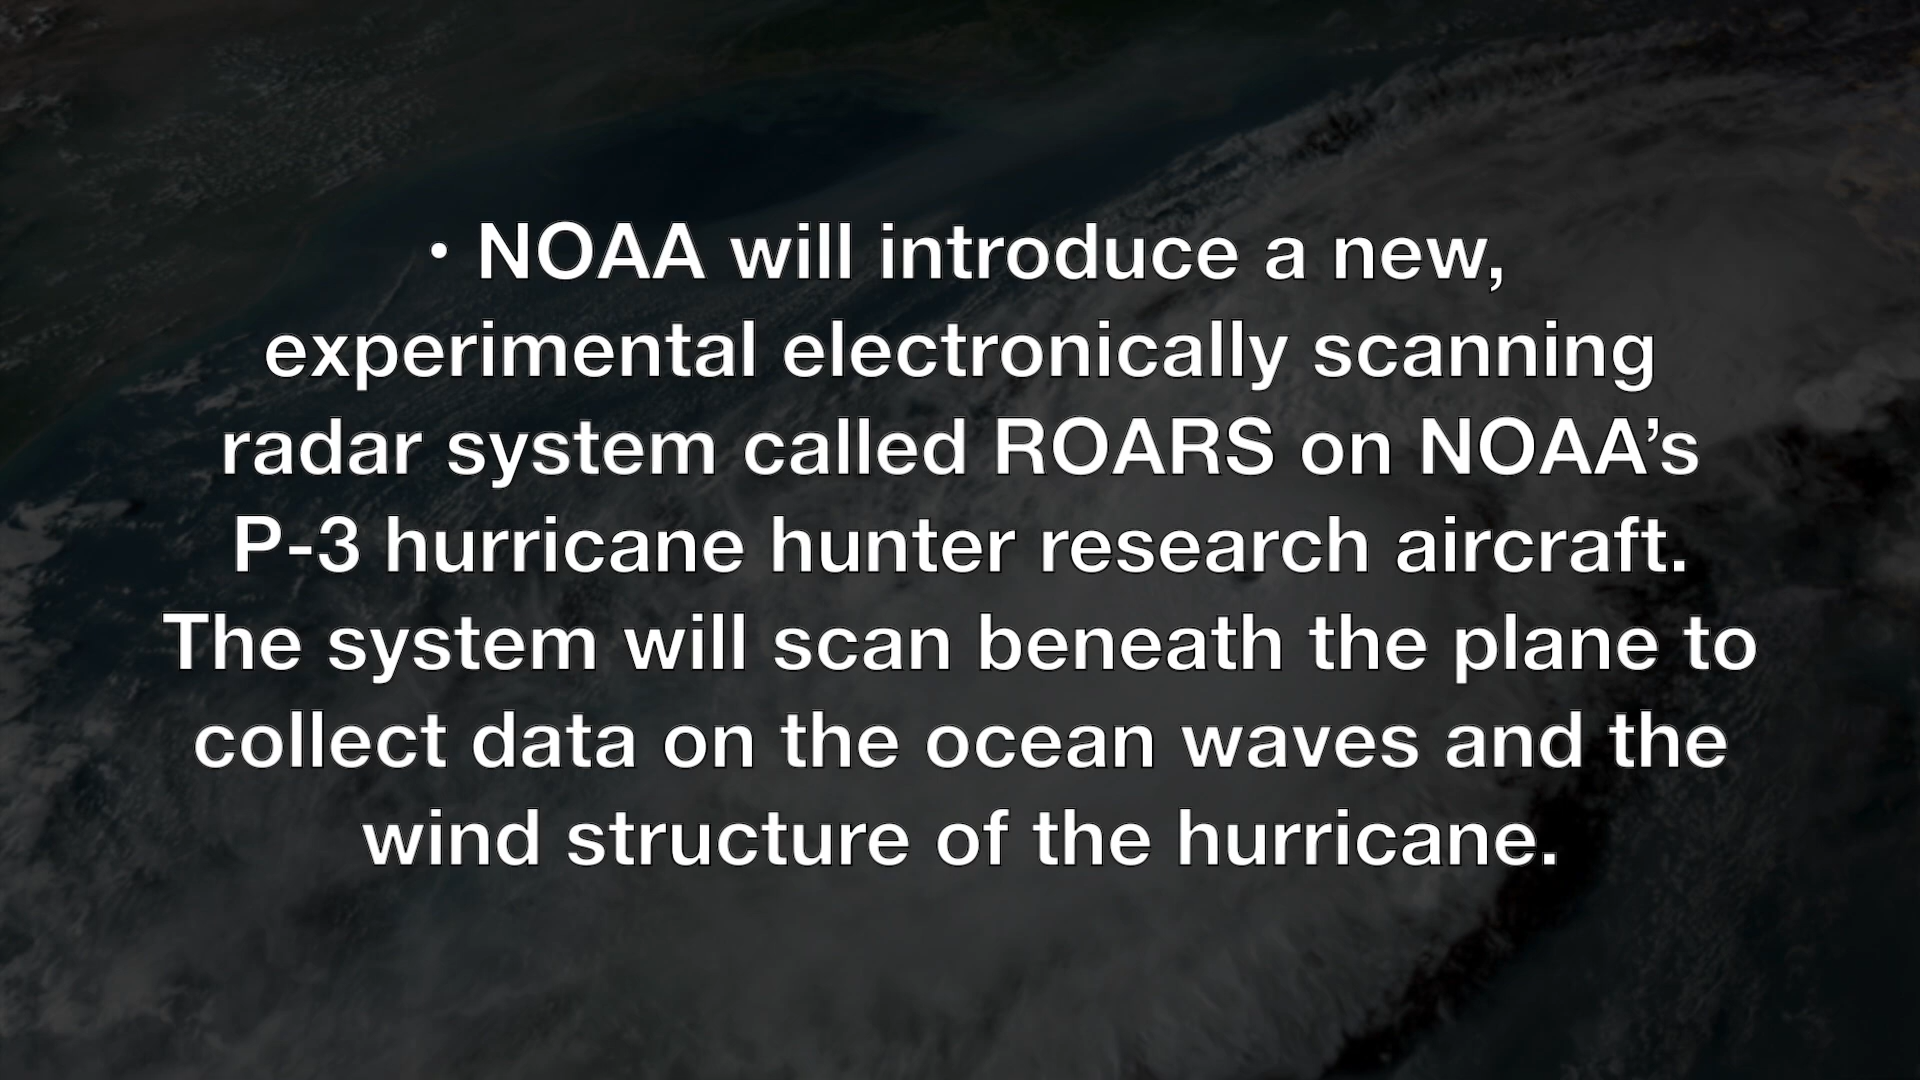 • NOAA will introduce a new,
experimental electronically scanning
radar system called ROARS on NOAA’s
P-3 hurricane hunter research aircraft.
The system will scan beneath the plane to
collect data on the ocean waves and the
wind structure of the hurricane.